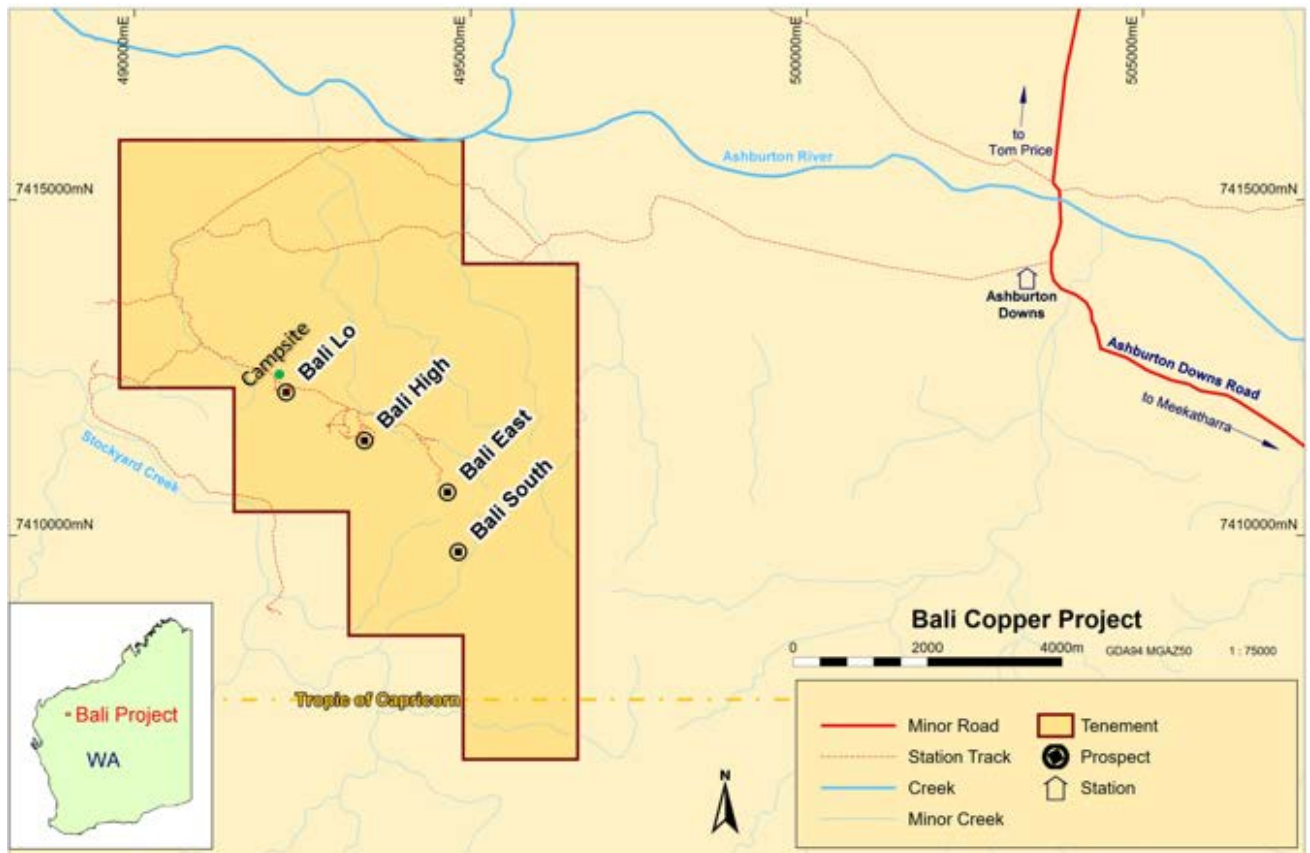 490000mE
495000mE
500000mE
505000mE
to
Tom Price
Ashburton River
7415000mN
7415000mN
Ashburton
Downs
Campsite
Bali Lo
Bali High
Ashburton Downs Road
to Meekatharra
Bali East
Stockyard Creek
Bali South
7410000mN
7410000mN
Bali Copper Project
0
2000
4000m
GDA94 MGAZ50
1 : 75000
Bali Project
WA
Tropic of Capricorn
Minor Road
Station Track
Creek
Minor Creek
Tenement
Prospect
Station
N